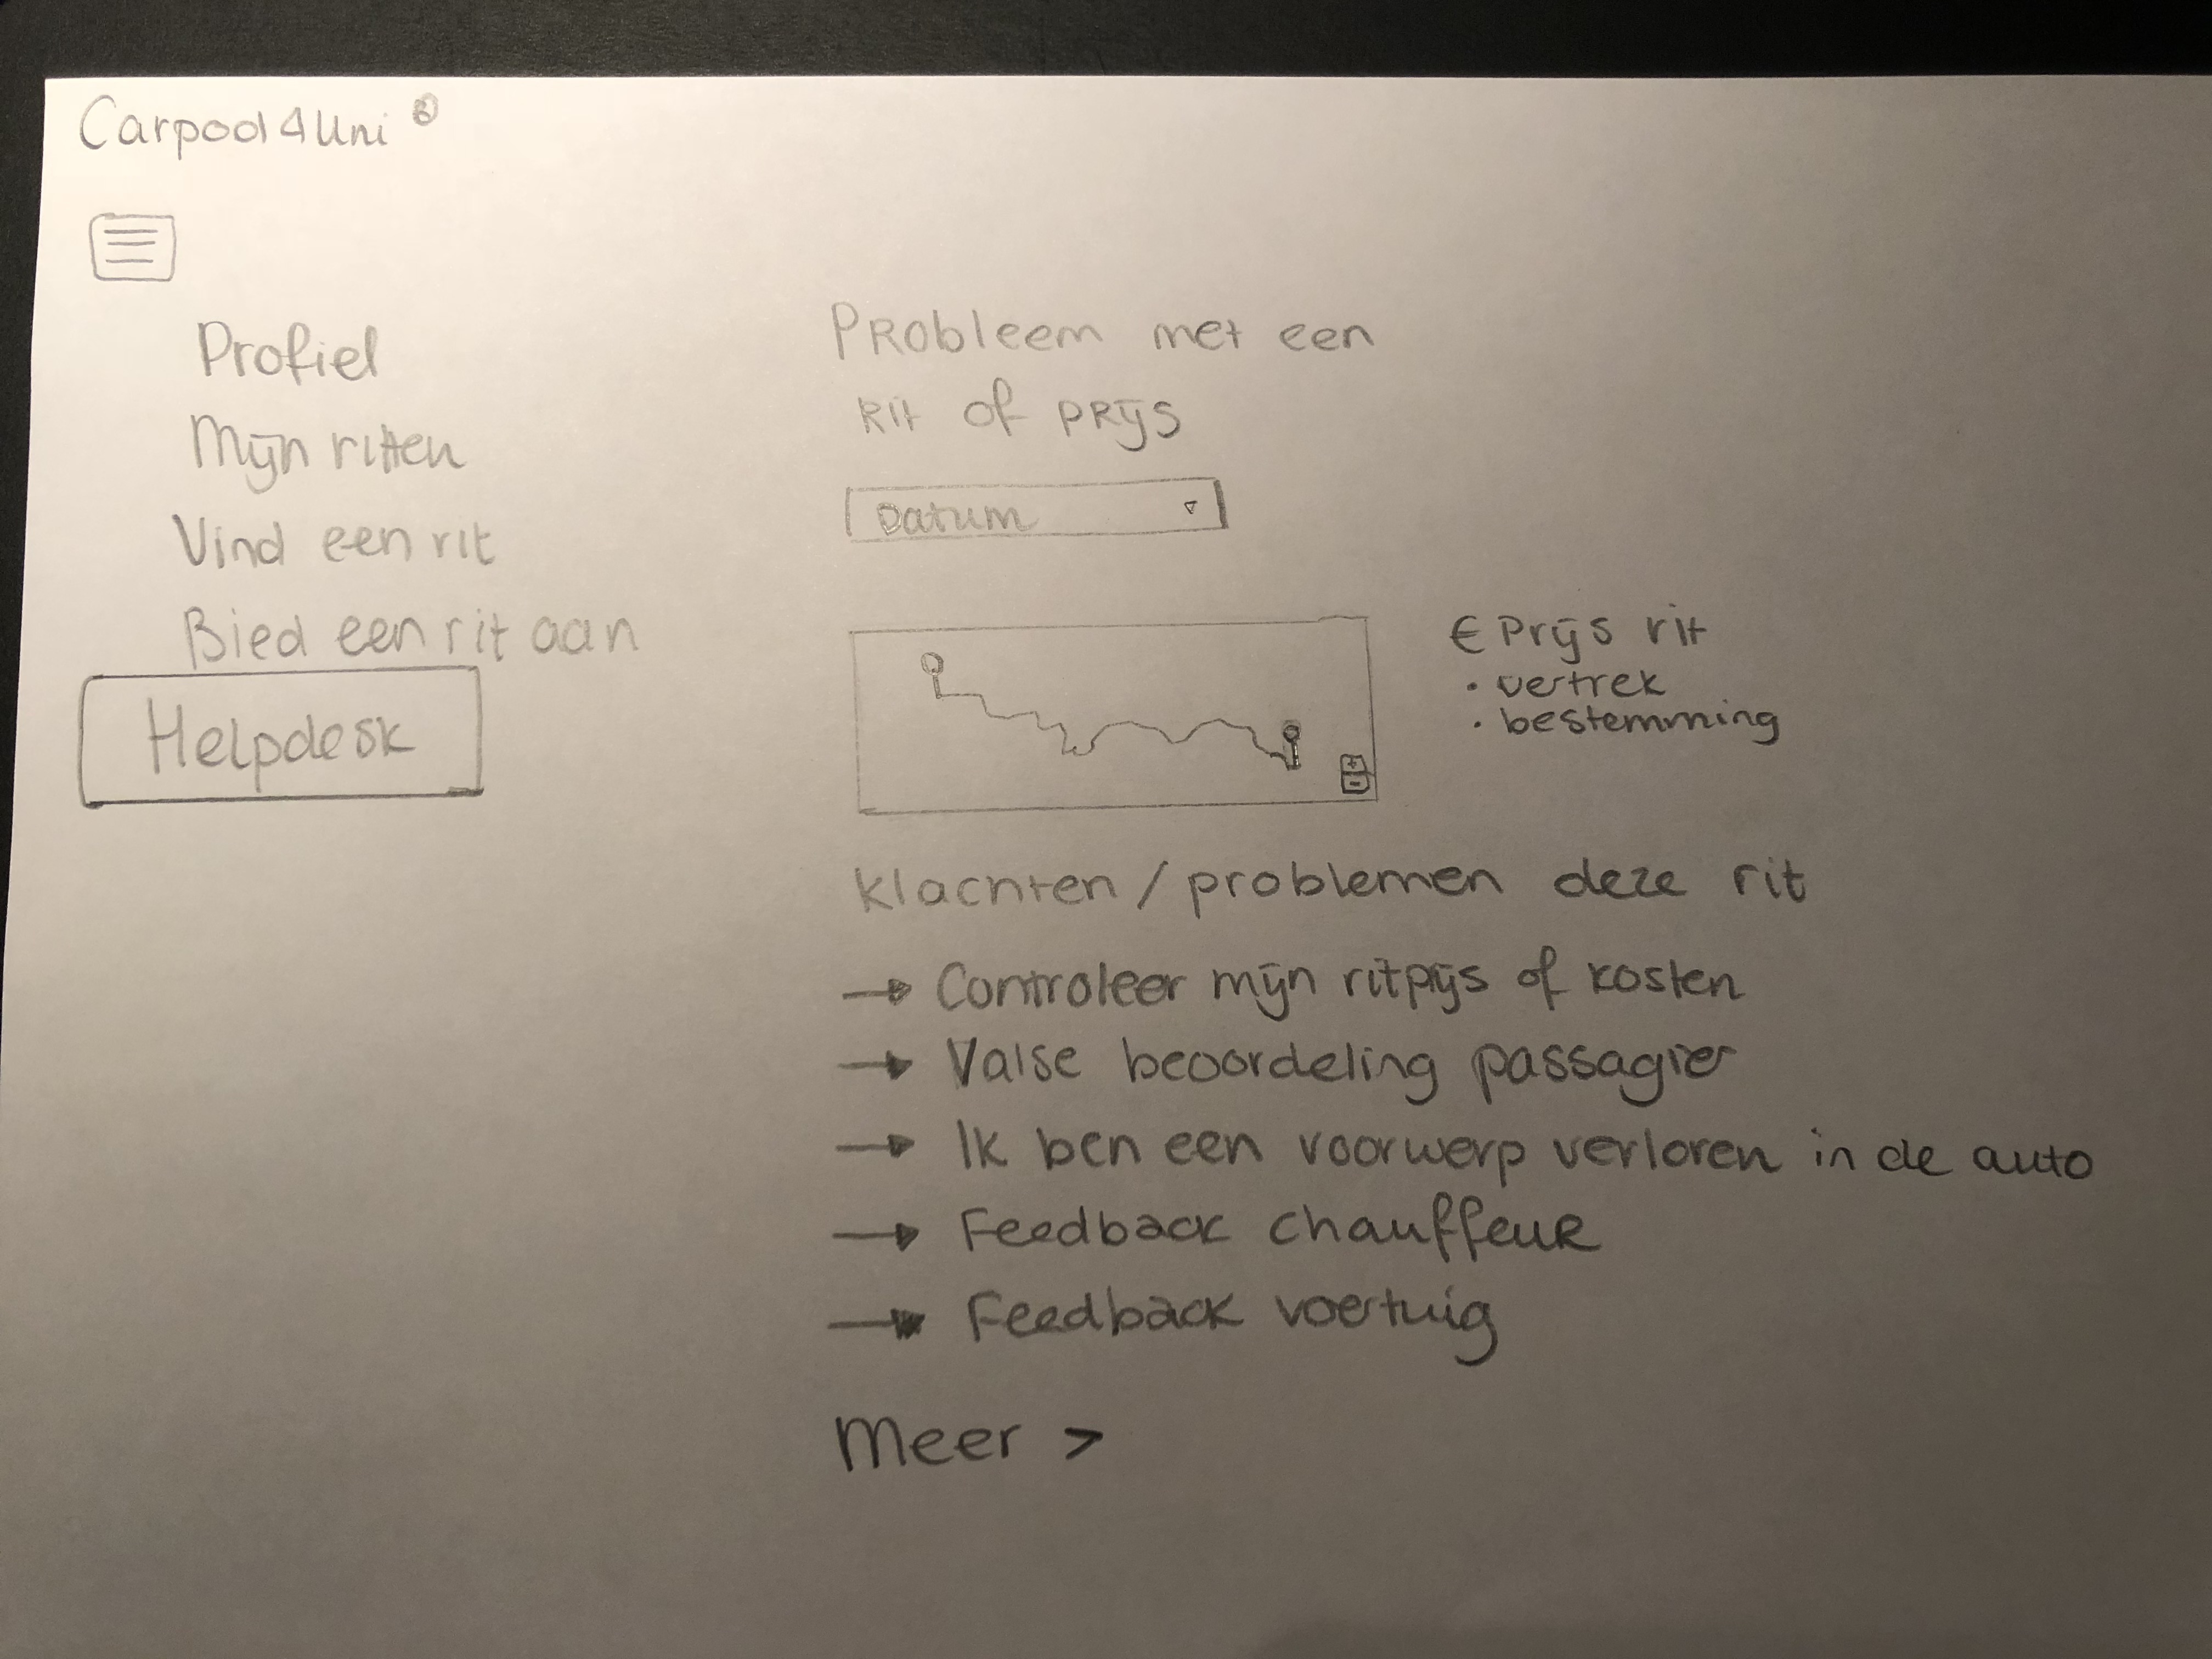 Carpool4Uni
Profiel
Mijn ritten
Vind een rit
Bied een rit aan
Helpdesk
Probleem met een
rit of prijs
Datum
€ Prijs rit
• vertrek
• bestemming
klachten / problemen deze rit
→ Controleer mijn ritpijs of kosten
→ Valse beoordeling passagier
→ Ik ben een voorwerp verloren in de auto
→ Feedback chauffeur
→ Feedback voertuig
Meer >